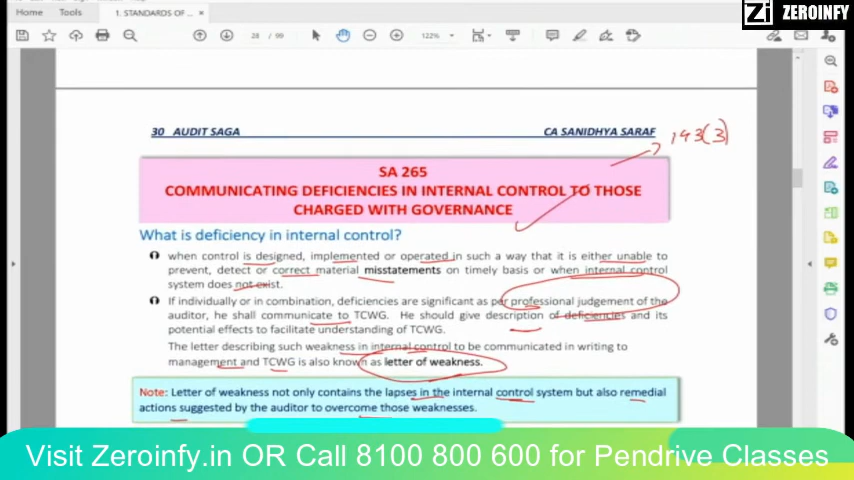 Home Tools 1. STANDARDS OF ... ×
Zi ZEROINFY
28 / 99 122%
30 AUDIT SAGA CA SANIDHYA SARAF
143(3)
SA 265
COMMUNICATING DEFICIENCIES IN INTERNAL CONTROL TO THOSE
CHARGED WITH GOVERNANCE
What is deficiency in internal control?
when control is designed, implemented or operated in such a way that it is either unable to
prevent, detect or correct material misstatements on timely basis or when internal control
system does not exist.
If individually or in combination, deficiencies are significant as per professional judgement of the
auditor, he shall communicate to TCWG. He should give description of deficiencies and its
potential effects to facilitate understanding of TCWG.
The letter describing such weakness in internal control to be communicated in writing to
management and TCWG is also known as letter of weakness.
Note: Letter of weakness not only contains the lapses in the internal control system but also remedial
actions suggested by the auditor to overcome those weaknesses.
Visit Zeroinfy.in OR Call 8100 800 600 for Pendrive Classes